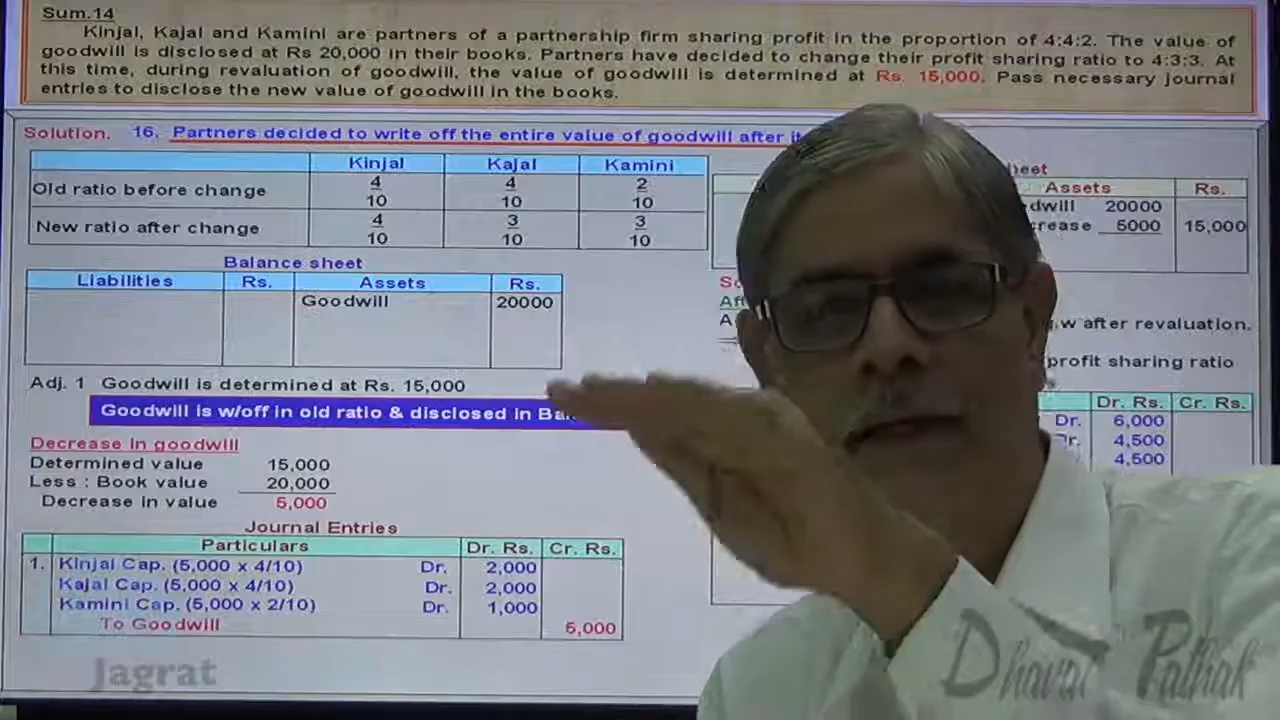 Sum.14
Kinjal, Kajal and Kamini are partners of a partnership firm sharing profit in the proportion of 4:4:2. The value of
goodwill is disclosed at Rs 20,000 in their books. Partners have decided to change their profit sharing ratio to 4:3:3. At
this time, during revaluation of goodwill, the value of goodwill is determined at Rs. 15,000. Pass necessary journal
entries to disclose the new value of goodwill in the books.
Solution. 16. Partners decided to write off the entire value of goodwill after
Kinjal Kajal Kamini
Old ratio before change 4/10 4/10 2/10
New ratio after change 4/10 3/10 3/10
Balance sheet
Liabilities Rs. Assets Rs.
Goodwill 20000
Adj. 1 Goodwill is determined at Rs. 15,000
Goodwill is w/off in old ratio & disclosed in
Decrease in goodwill
Determined value 15,000
Less : Book value 20,000
Decrease in value 5,000
Journal Entries
Particulars Dr. Rs. Cr. Rs.
1. Kinjal Cap. (5,000 x 4/10) Dr. 2,000
Kajal Cap. (5,000 x 4/10) Dr. 2,000
Kamini Cap. (5,000 x 2/10) Dr. 1,000
To Goodwill 5,000
Assets Rs.
20000
5000 15,000
after revaluation.
profit sharing ratio
Dr. Rs. Cr. Rs.
Dr. 6,000
4,500
4,500
Jagrat
Dhaval Pathak